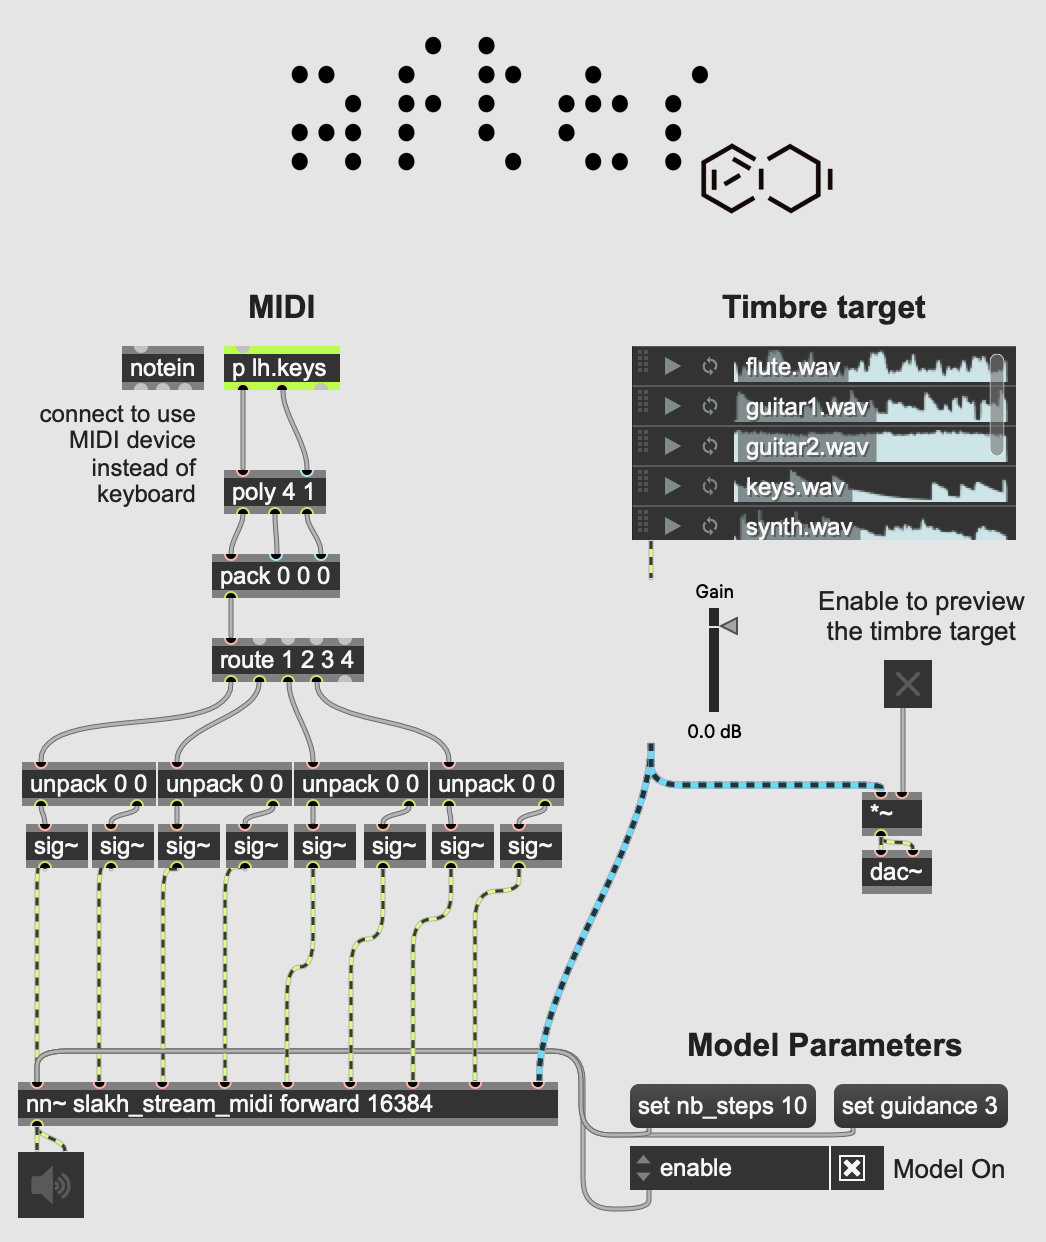 after
MIDI
notein
p lh.keys
connect to use
MIDI device
instead of
keyboard
poly 4 1
pack 0 0 0
route 1 2 3 4
unpack 0 0
unpack 0 0
unpack 0 0
unpack 0 0
sig~
sig~
sig~
sig~
sig~
sig~
sig~
sig~
nn~ slakh_stream_midi forward 16384
Timbre target
flute.wav
guitar1.wav
guitar2.wav
keys.wav
synth.wav
Gain
0.0 dB
Enable to preview
the timbre target
*~
dac~
Model Parameters
set nb_steps 10
set guidance 3
enable
Model On